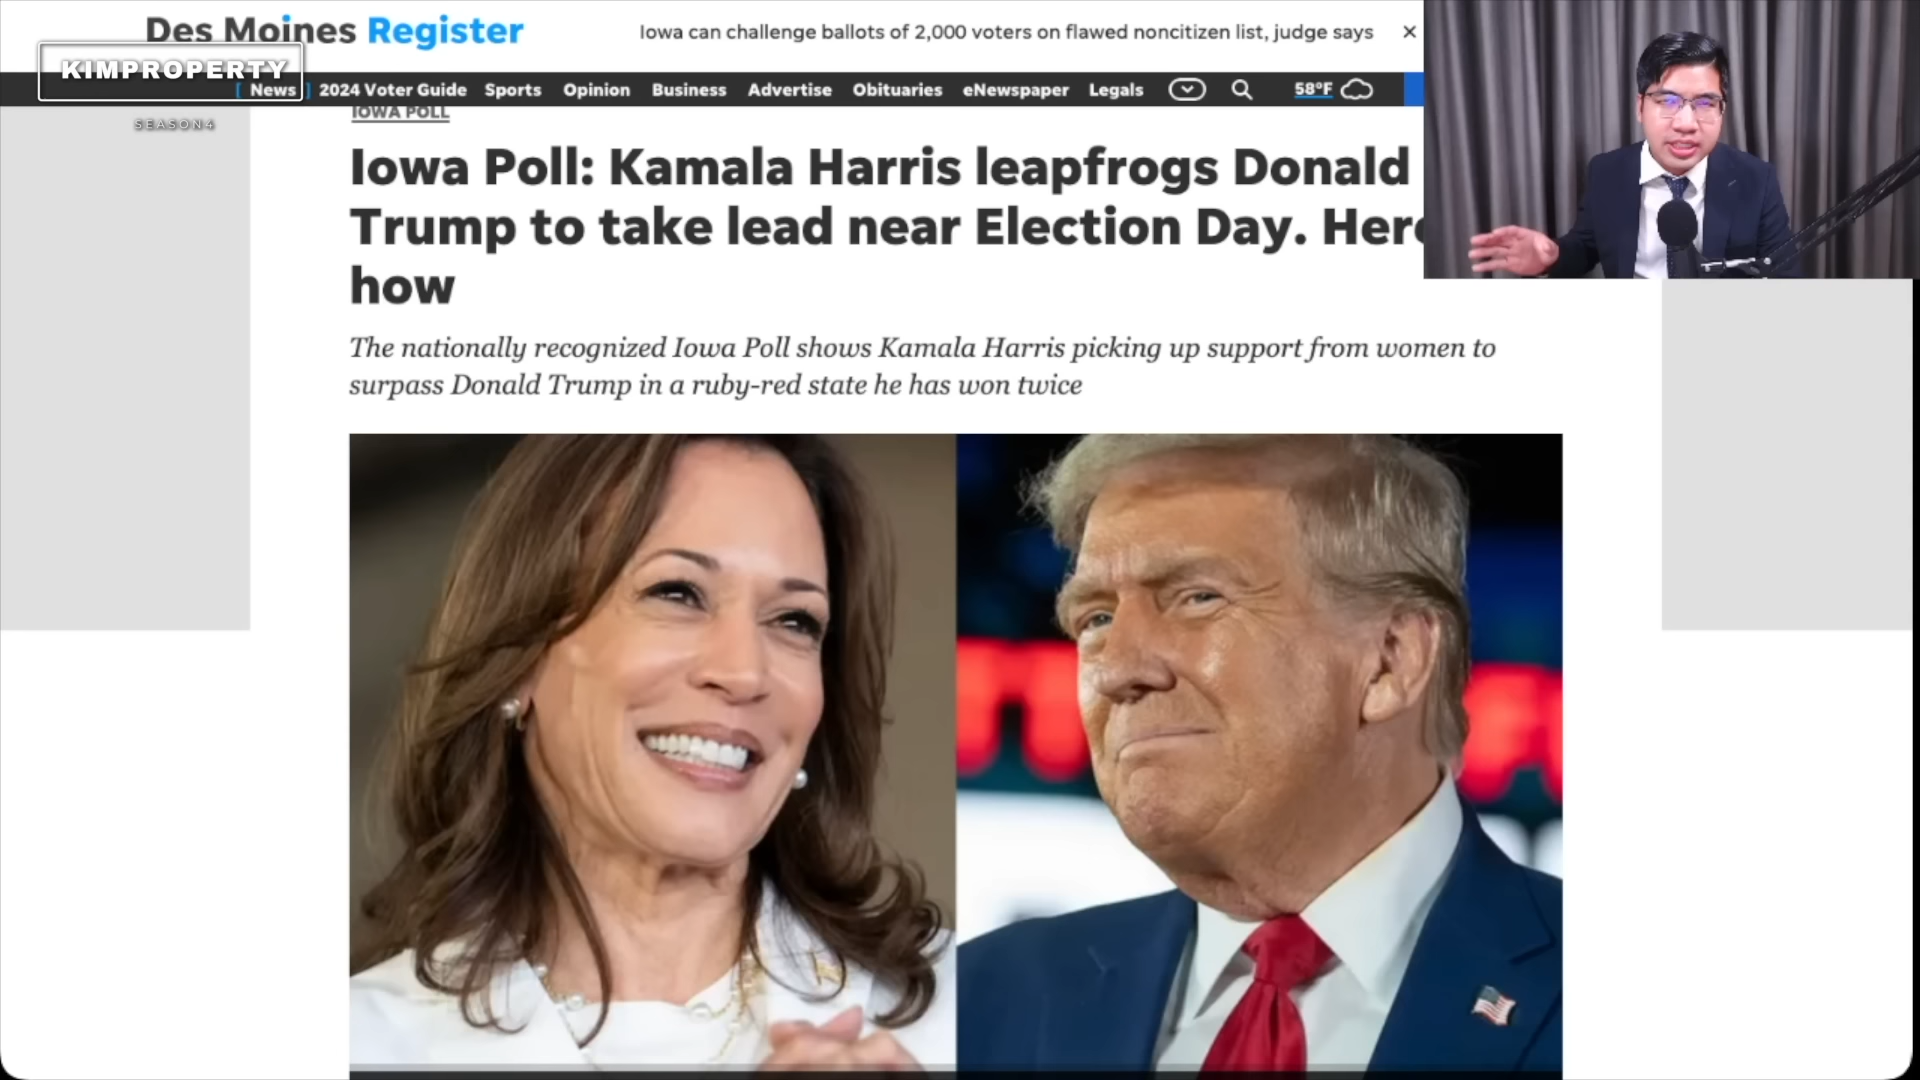 Des Moines Register
Iowa can challenge ballots of 2,000 voters on flawed noncitizen list, judge says
KIMPROPERTY
SEASON4
News 2024 Voter Guide Sports Opinion Business Advertise Obituaries eNewspaper Legals 58°F
IOWA POLL
Iowa Poll: Kamala Harris leapfrogs Donald
Trump to take lead near Election Day. Here
how
The nationally recognized Iowa Poll shows Kamala Harris picking up support from women to
surpass Donald Trump in a ruby-red state he has won twice